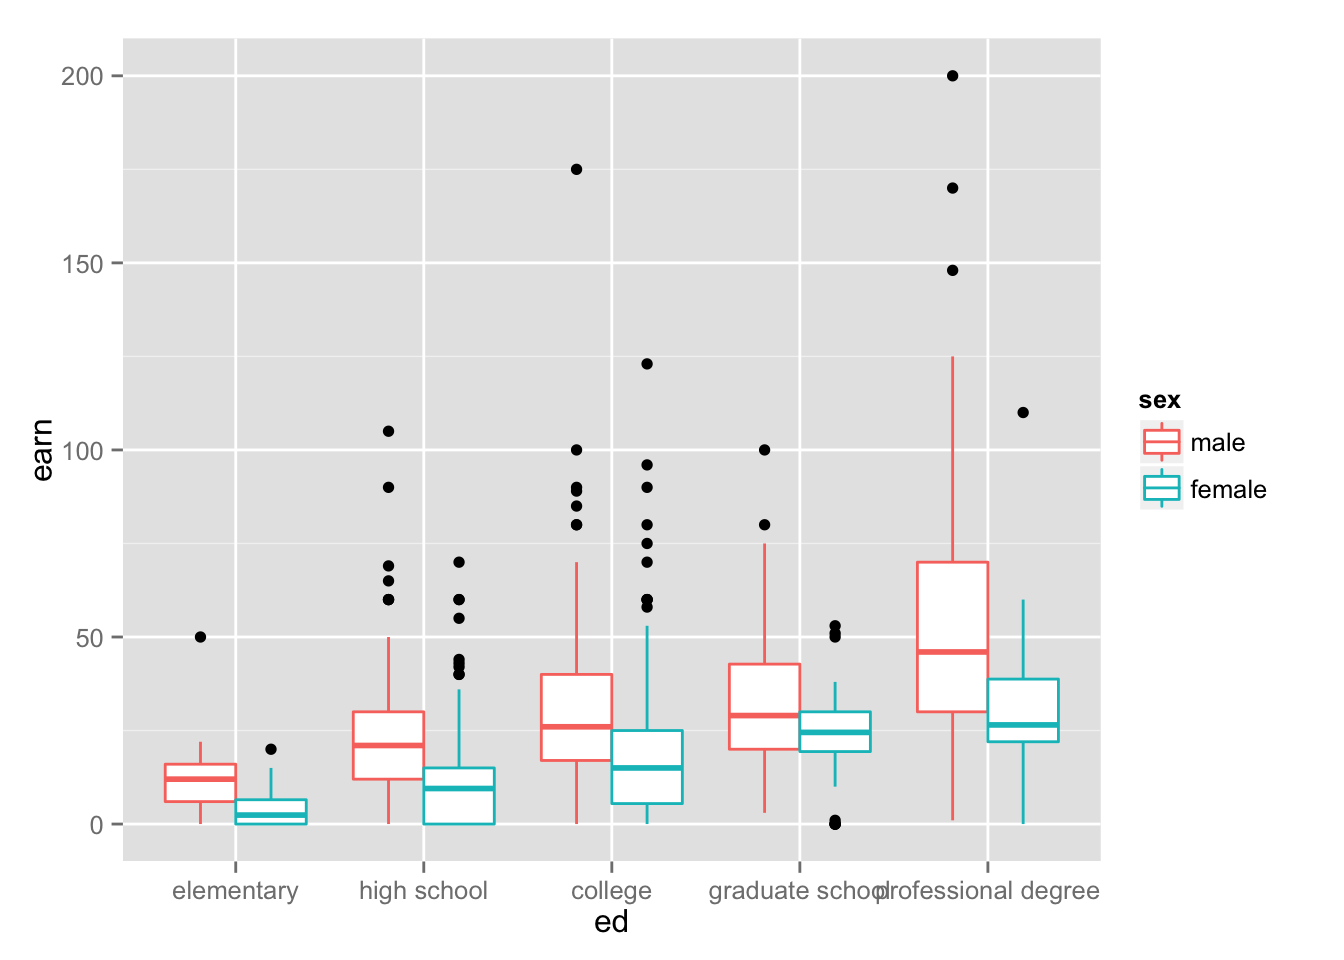 200
150
100
50
0
earn
elementary
high school
college
graduate school
professional degree
ed
sex
male
female